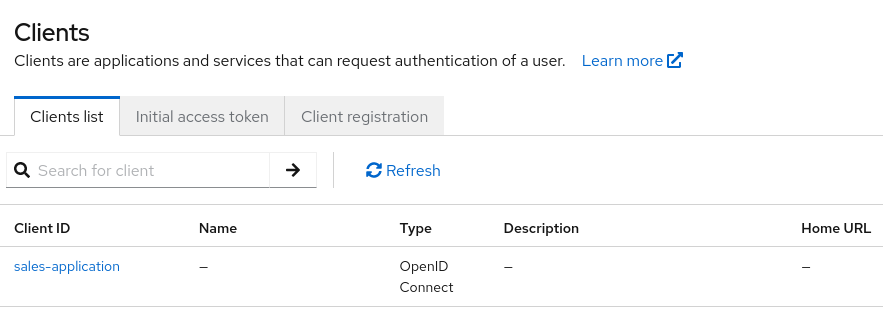 Clients
Clients are applications and services that can request authentication of a user. Learn more
Clients list Initial access token Client registration
Search for client Refresh
Client ID Name Type Description Home URL
sales-application – OpenID – –
Connect